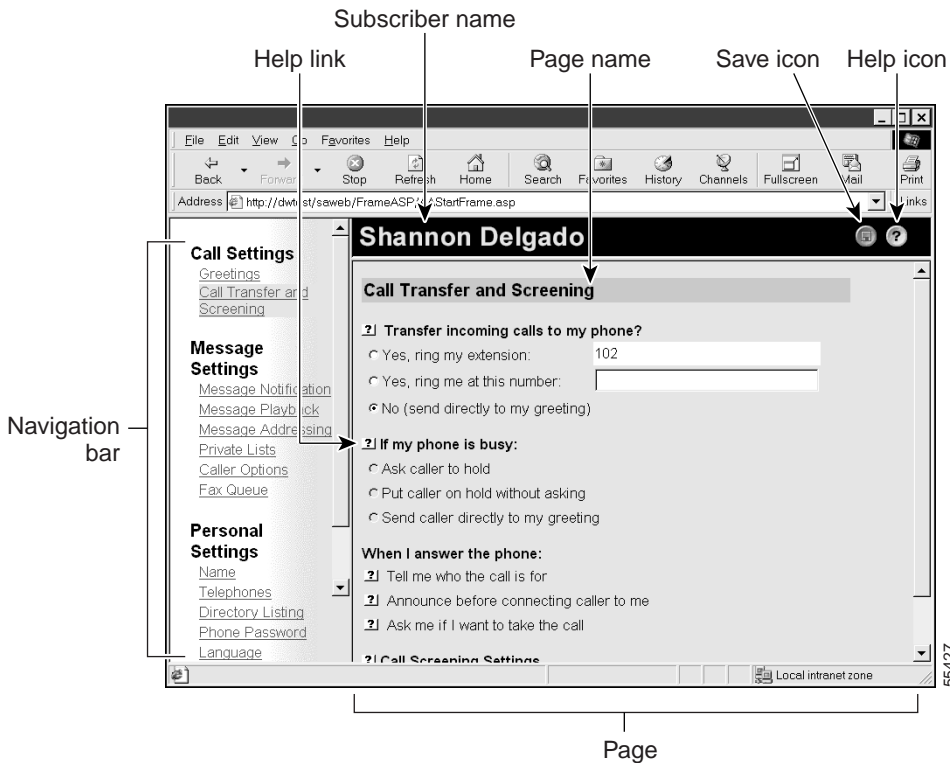 Subscriber name
Help link
Page name
Save icon
Help icon
File Edit View Go Favorites Help
Back Forward Stop Refresh Home Search Favorites History Channels Fullscreen Mail Print
Address http://dwtest/saweb/FrameASP/ AStartFrame.asp Links
Shannon Delgado
?
Call Settings
Greetings
Call Transfer and
Screening
Message
Settings
Message Notification
Message Playback
Message Addressing
Private Lists
Caller Options
Fax Queue
Personal
Settings
Name
Telephones
Directory Listing
Phone Password
Language
Call Transfer and Screening
? Transfer incoming calls to my phone?
Yes, ring my extension: 102
Yes, ring me at this number:
No (send directly to my greeting)
? If my phone is busy:
Ask caller to hold
Put caller on hold without asking
Send caller directly to my greeting
When I answer the phone:
? Tell me who the call is for
? Announce before connecting caller to me
? Ask me if I want to take the call
? Call Screening Settings
Local intranet zone
Navigation
bar
Page
55427